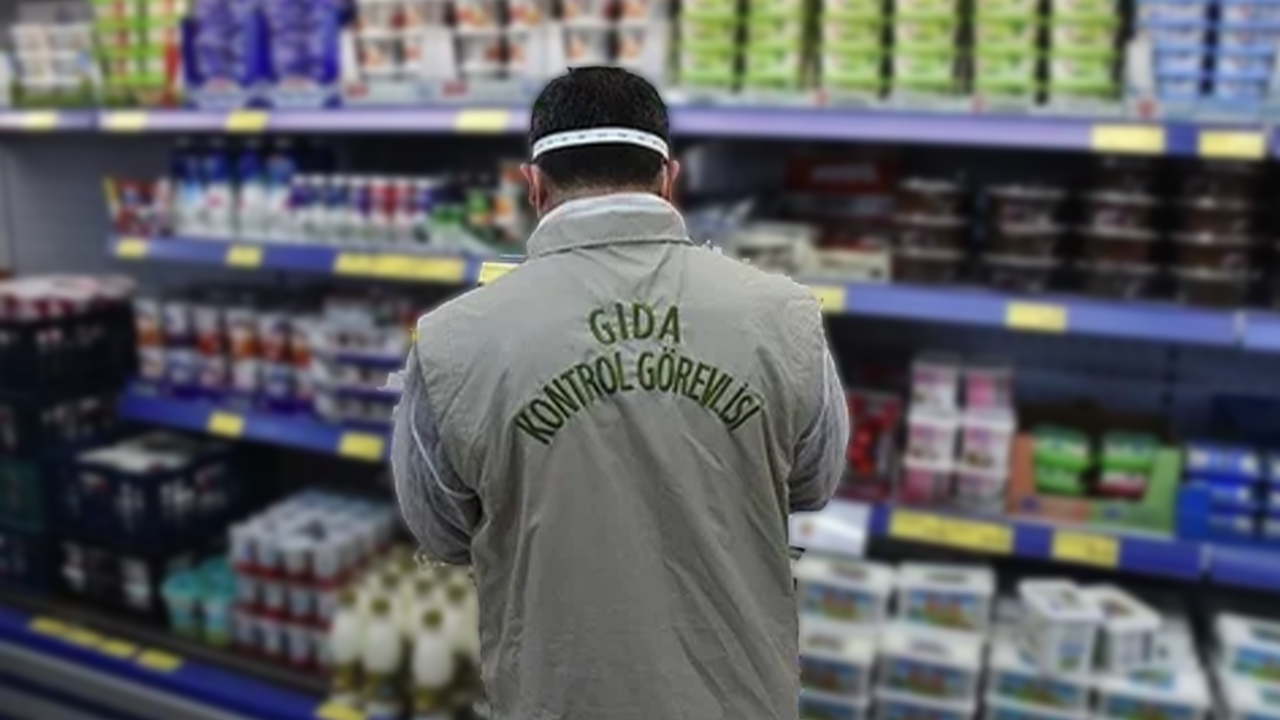 GIDA
KONTROL GÖREVLİSİ